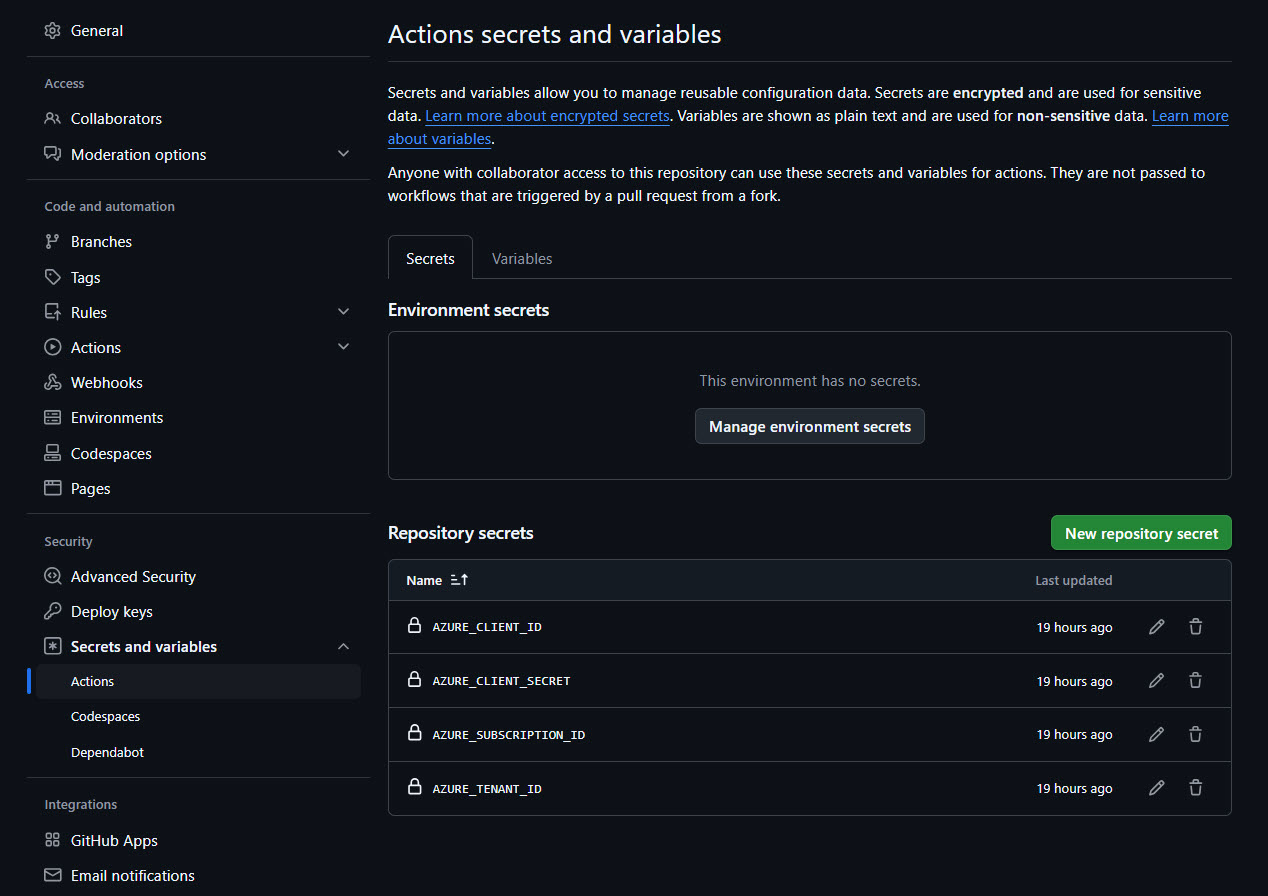 General
Access
Collaborators
Moderation options
Code and automation
Branches
Tags
Rules
Actions
Webhooks
Environments
Codespaces
Pages
Security
Advanced Security
Deploy keys
Secrets and variables
Actions
Codespaces
Dependabot
Integrations
GitHub Apps
Email notifications
Actions secrets and variables
Secrets and variables allow you to manage reusable configuration data. Secrets are encrypted and are used for sensitive
data. Learn more about encrypted secrets. Variables are shown as plain text and are used for non-sensitive data. Learn more
about variables.
Anyone with collaborator access to this repository can use these secrets and variables for actions. They are not passed to
workflows that are triggered by a pull request from a fork.
Secrets Variables
Environment secrets
This environment has no secrets.
Manage environment secrets
Repository secrets New repository secret
Name Last updated
AZURE_CLIENT_ID 19 hours ago
AZURE_CLIENT_SECRET 19 hours ago
AZURE_SUBSCRIPTION_ID 19 hours ago
AZURE_TENANT_ID 19 hours ago